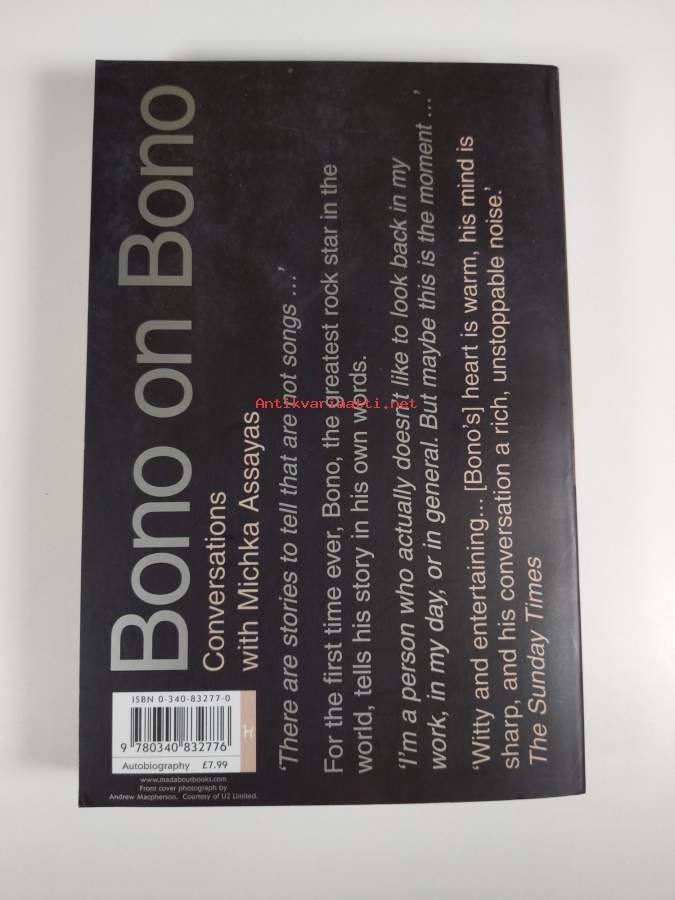 Bono on Bono
Conversations
with Michka Assayas
'There are stories to tell that are not songs ...'
For the first time ever, Bono, the greatest rock star in the
world, tells his story in his own words.
'I'm a person who actually doesn't like to look back in my
work, in my day, or in general. But maybe this is the moment ...'
'Witty and entertaining... [Bono's] heart is warm, his mind is
sharp, and his conversation a rich, unstoppable noise.'
The Sunday Times
ISBN 0-340-83277-0
9 780340 832776
Autobiography £7.99
www.madaboutbooks.com
Front cover photograph by
Andrew Macpherson. Courtesy of U2 Limited.
Antikvariaatti.net